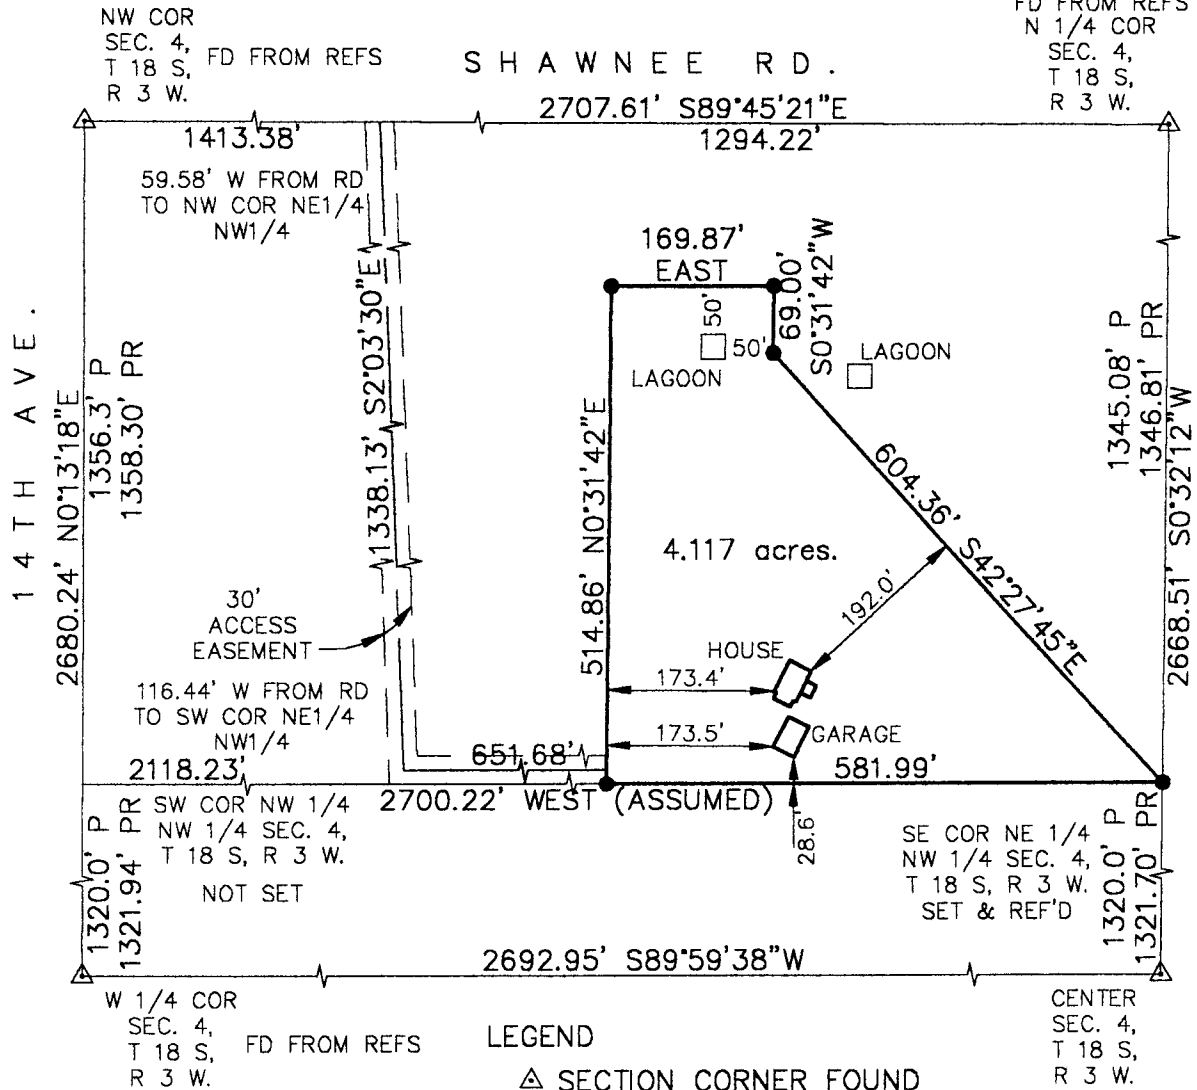 NW COR
SEC. 4,
T 18 S,
R 3 W.
FD FROM REFS
SHAWNEE RD.
FD FROM REFS
N 1/4 COR
SEC. 4,
T 18 S,
R 3 W.
2707.61' S89°45'21"E
1413.38'
1294.22'
59.58' W FROM RD
TO NW COR NE1/4
NW1/4
169.87'
EAST
69.00'
S0°31'42"W
50'
50'
LAGOON
LAGOON
14TH AVE.
2680.24' N0°13'18"E
1356.3' P
1358.30' PR
1338.13' S2°03'30"E
514.86' N0°31'42"E
4.117 acres.
604.36' S42°27'45"E
1345.08' P
1346.81' PR
2668.51' S0°32'12"W
30'
ACCESS
EASEMENT
192.0'
HOUSE
173.4'
116.44' W FROM RD
TO SW COR NE1/4
NW1/4
173.5'
GARAGE
651.68'
581.99'
2118.23'
2700.22' WEST (ASSUMED)
28.6'
1320.0' P
1321.94' PR
SW COR NW 1/4
NW 1/4 SEC. 4,
T 18 S, R 3 W.
NOT SET
SE COR NE 1/4
NW 1/4 SEC. 4,
T 18 S, R 3 W.
SET & REF'D
1320.0' P
1321.70' PR
2692.95' S89°59'38"W
W 1/4 COR
SEC. 4,
T 18 S,
R 3 W.
FD FROM REFS
LEGEND
SECTION CORNER FOUND
CENTER
SEC. 4,
T 18 S,
R 3 W.